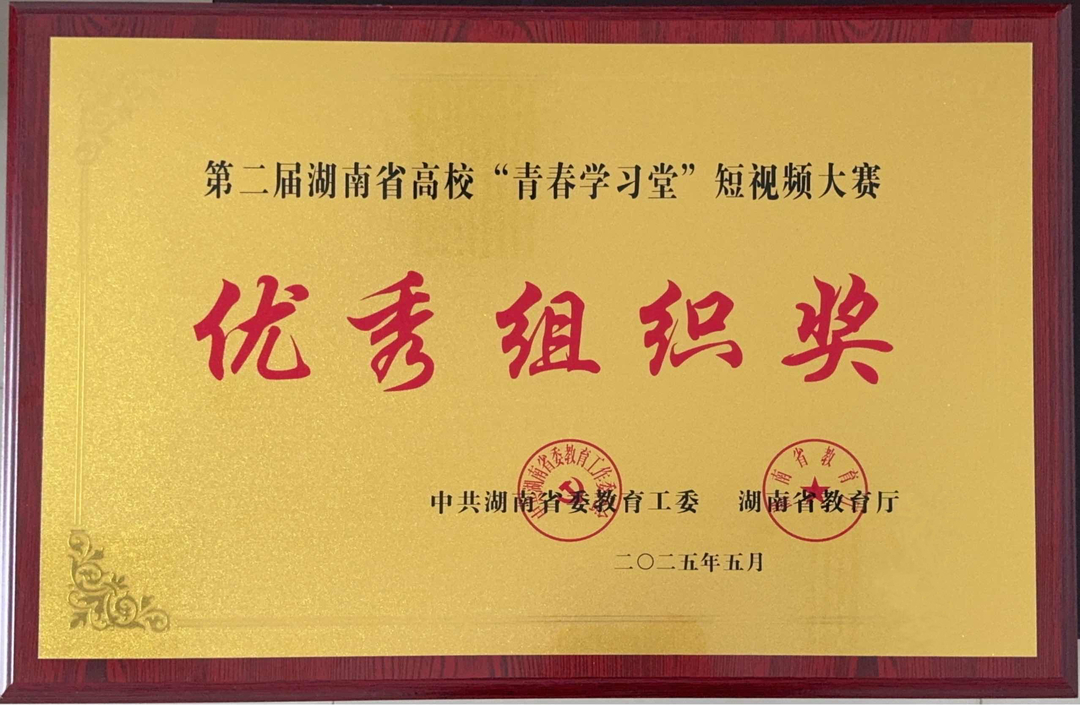 第二届湖南省高校“青春学习堂”短视频大赛
优秀组织奖
中共湖南省委教育工委 湖南省教育厅
二〇二五年五月